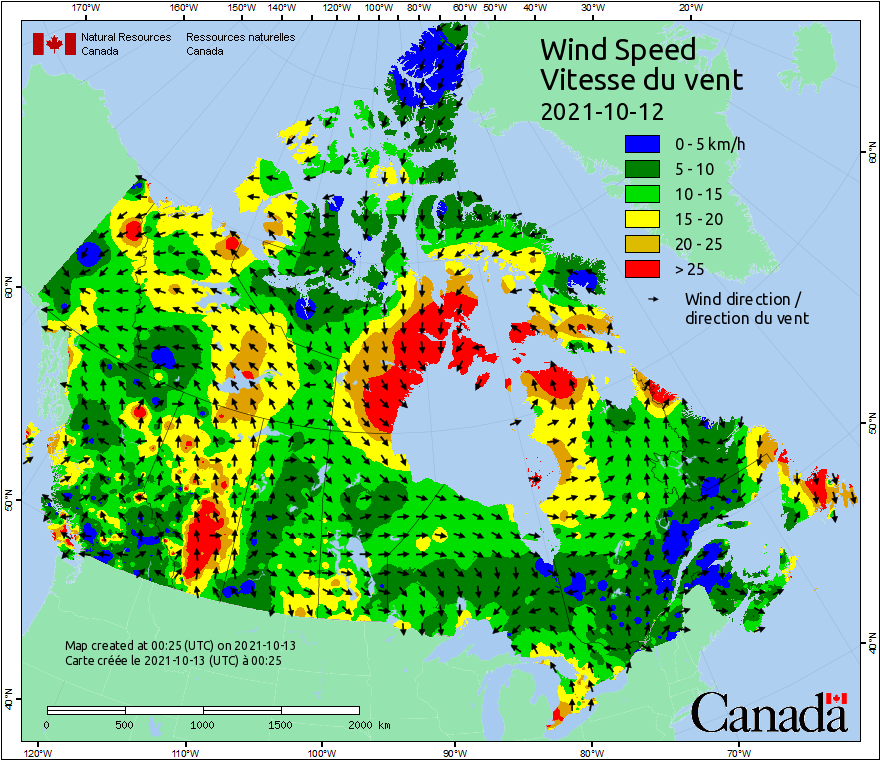 170°W 160°W 150°W 140°W 120°W 100°W 80°W 60°W 50°W 40°W 30°W 20°W
Natural Resources Ressources naturelles
Canada Canada
Wind Speed
Vitesse du vent
2021-10-12
0 - 5 km/h
5 - 10
10 - 15
15 - 20
20 - 25
> 25
Wind direction /
direction du vent
60°N 60°N
50°N 50°N
40°N 40°N
Map created at 00:25 (UTC) on 2021-10-13
Carte créée le 2021-10-13 (UTC) à 00:25
0 500 1000 1500 2000 km
Canada
120°W 110°W 100°W 90°W 80°W 70°W